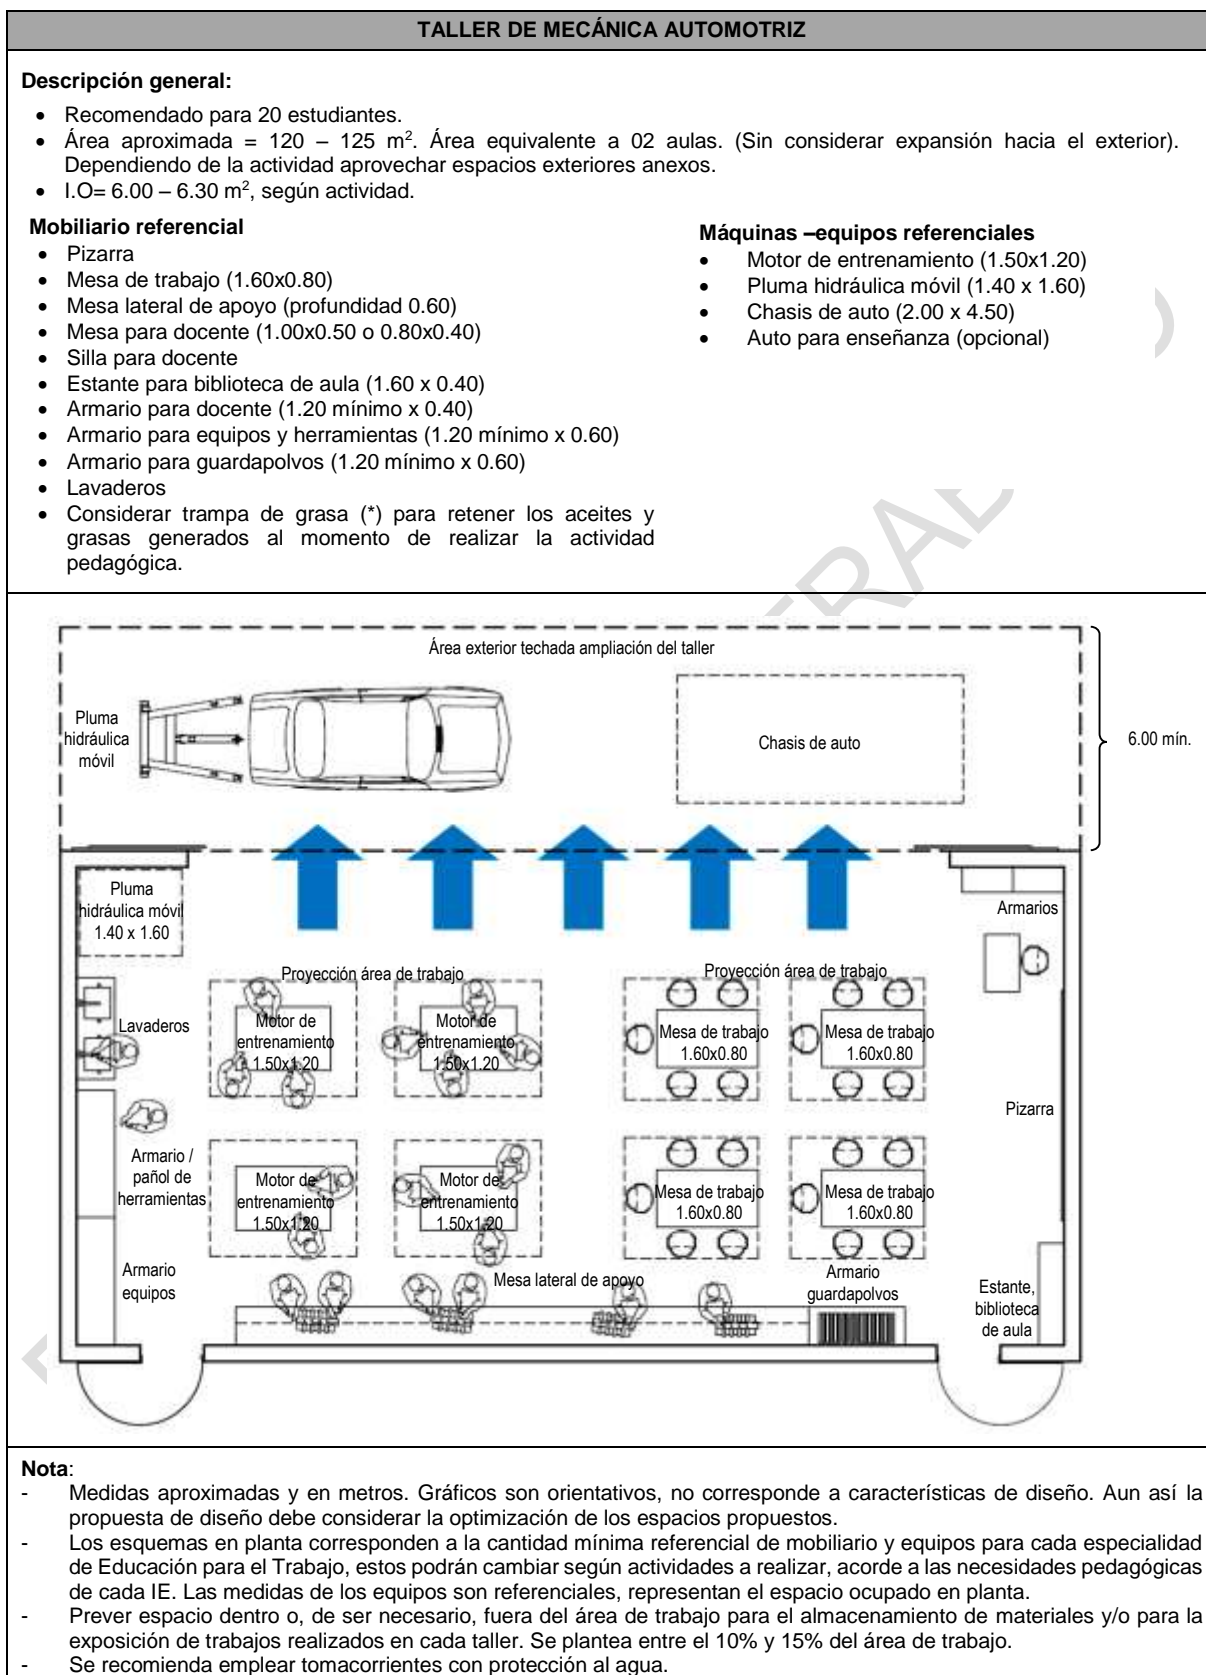 TALLER DE MECÁNICA AUTOMOTRIZ
Descripción general:
• Recomendado para 20 estudiantes.
• Área aproximada = 120 – 125 m². Área equivalente a 02 aulas. (Sin considerar expansión hacia el exterior).
Dependiendo de la actividad aprovechar espacios exteriores anexos.
• I.O= 6.00 – 6.30 m², según actividad.
Mobiliario referencial
• Pizarra
• Mesa de trabajo (1.60x0.80)
• Mesa lateral de apoyo (profundidad 0.60)
• Mesa para docente (1.00x0.50 o 0.80x0.40)
• Silla para docente
• Estante para biblioteca de aula (1.60 x 0.40)
• Armario para docente (1.20 mínimo x 0.40)
• Armario para equipos y herramientas (1.20 mínimo x 0.60)
• Armario para guardapolvos (1.20 mínimo x 0.60)
• Lavaderos
• Considerar trampa de grasa (*) para retener los aceites y
grasas generados al momento de realizar la actividad
pedagógica.
Máquinas –equipos referenciales
• Motor de entrenamiento (1.50x1.20)
• Pluma hidráulica móvil (1.40 x 1.60)
• Chasis de auto (2.00 x 4.50)
• Auto para enseñanza (opcional)
Área exterior techada ampliación del taller
Pluma
hidráulica
móvil
Chasis de auto
6.00 mín.
Pluma
hidráulica móvil
1.40 x 1.60
Armarios
Proyección área de trabajo
Proyección área de trabajo
Lavaderos
Motor de
entrenamiento
1.50x1.20
Motor de
entrenamiento
1.50x1.20
Mesa de trabajo
1.60x0.80
Mesa de trabajo
1.60x0.80
Pizarra
Armario /
pañol de
herramientas
Motor de
entrenamiento
1.50x1.20
Motor de
entrenamiento
1.50x1.20
Mesa de trabajo
1.60x0.80
Mesa de trabajo
1.60x0.80
Armario
equipos
Mesa lateral de apoyo
Armario
guardapolvos
Estante,
biblioteca
de aula
Nota:
- Medidas aproximadas y en metros. Gráficos son orientativos, no corresponde a características de diseño. Aun así la
propuesta de diseño debe considerar la optimización de los espacios propuestos.
- Los esquemas en planta corresponden a la cantidad mínima referencial de mobiliario y equipos para cada especialidad
de Educación para el Trabajo, estos podrán cambiar según actividades a realizar, acorde a las necesidades pedagógicas
de cada IE. Las medidas de los equipos son referenciales, representan el espacio ocupado en planta.
- Prever espacio dentro o, de ser necesario, fuera del área de trabajo para el almacenamiento de materiales y/o para la
exposición de trabajos realizados en cada taller. Se plantea entre el 10% y 15% del área de trabajo.
- Se recomienda emplear tomacorrientes con protección al agua.